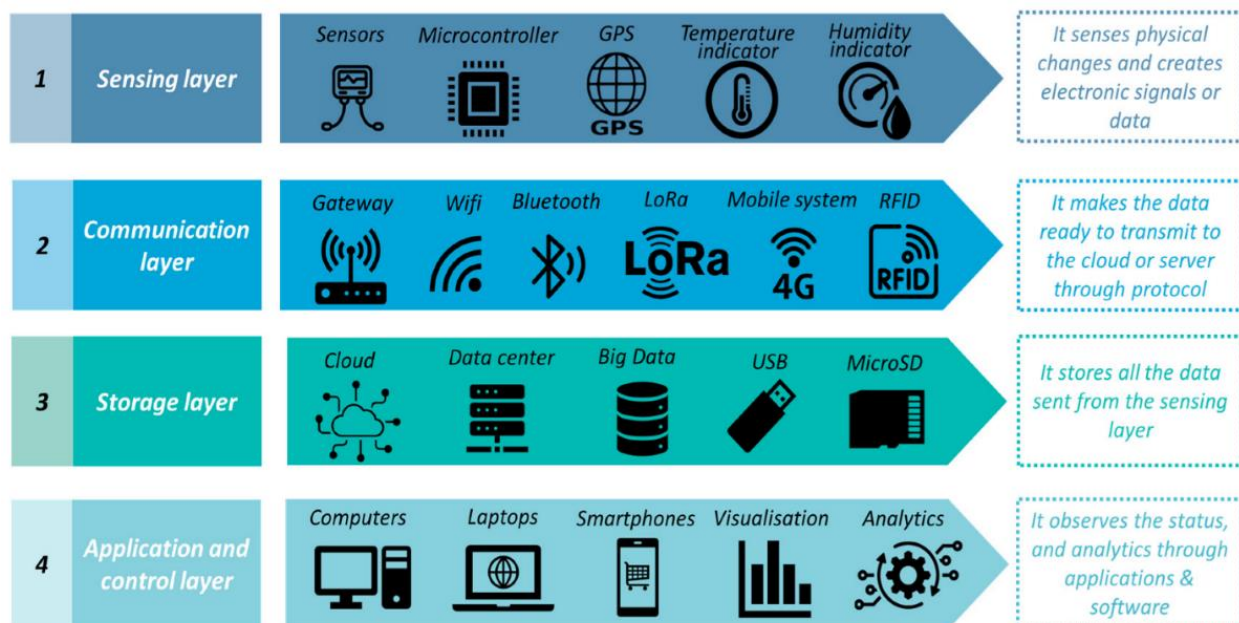 1
Sensing layer
Sensors
Microcontroller
GPS
GPS
Temperature
indicator
Humidity
indicator
It senses physical
changes and creates
electronic signals or
data
2
Communication
layer
Gateway
Wifi
Bluetooth
LoRa
LoRa
Mobile system
4G
RFID
RFID
It makes the data
ready to transmit to
the cloud or server
through protocol
3
Storage layer
Cloud
Data center
Big Data
USB
MicroSD
It stores all the data
sent from the sensing
layer
4
Application and
control layer
Computers
Laptops
Smartphones
Visualisation
Analytics
It observes the status,
and analytics through
applications &
software